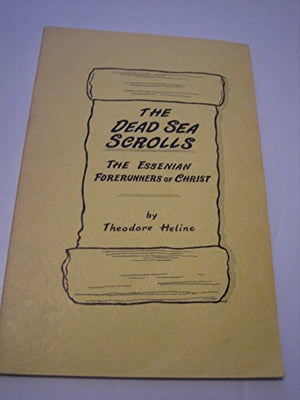 THE
DEAD SEA
SCROLLS
THE ESSENIAN
FORERUNNERS OF CHRIST
by
Theodore Heline